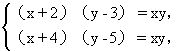 (x+2) (y-3) =xy,
(x+4) (y-5) =xy,